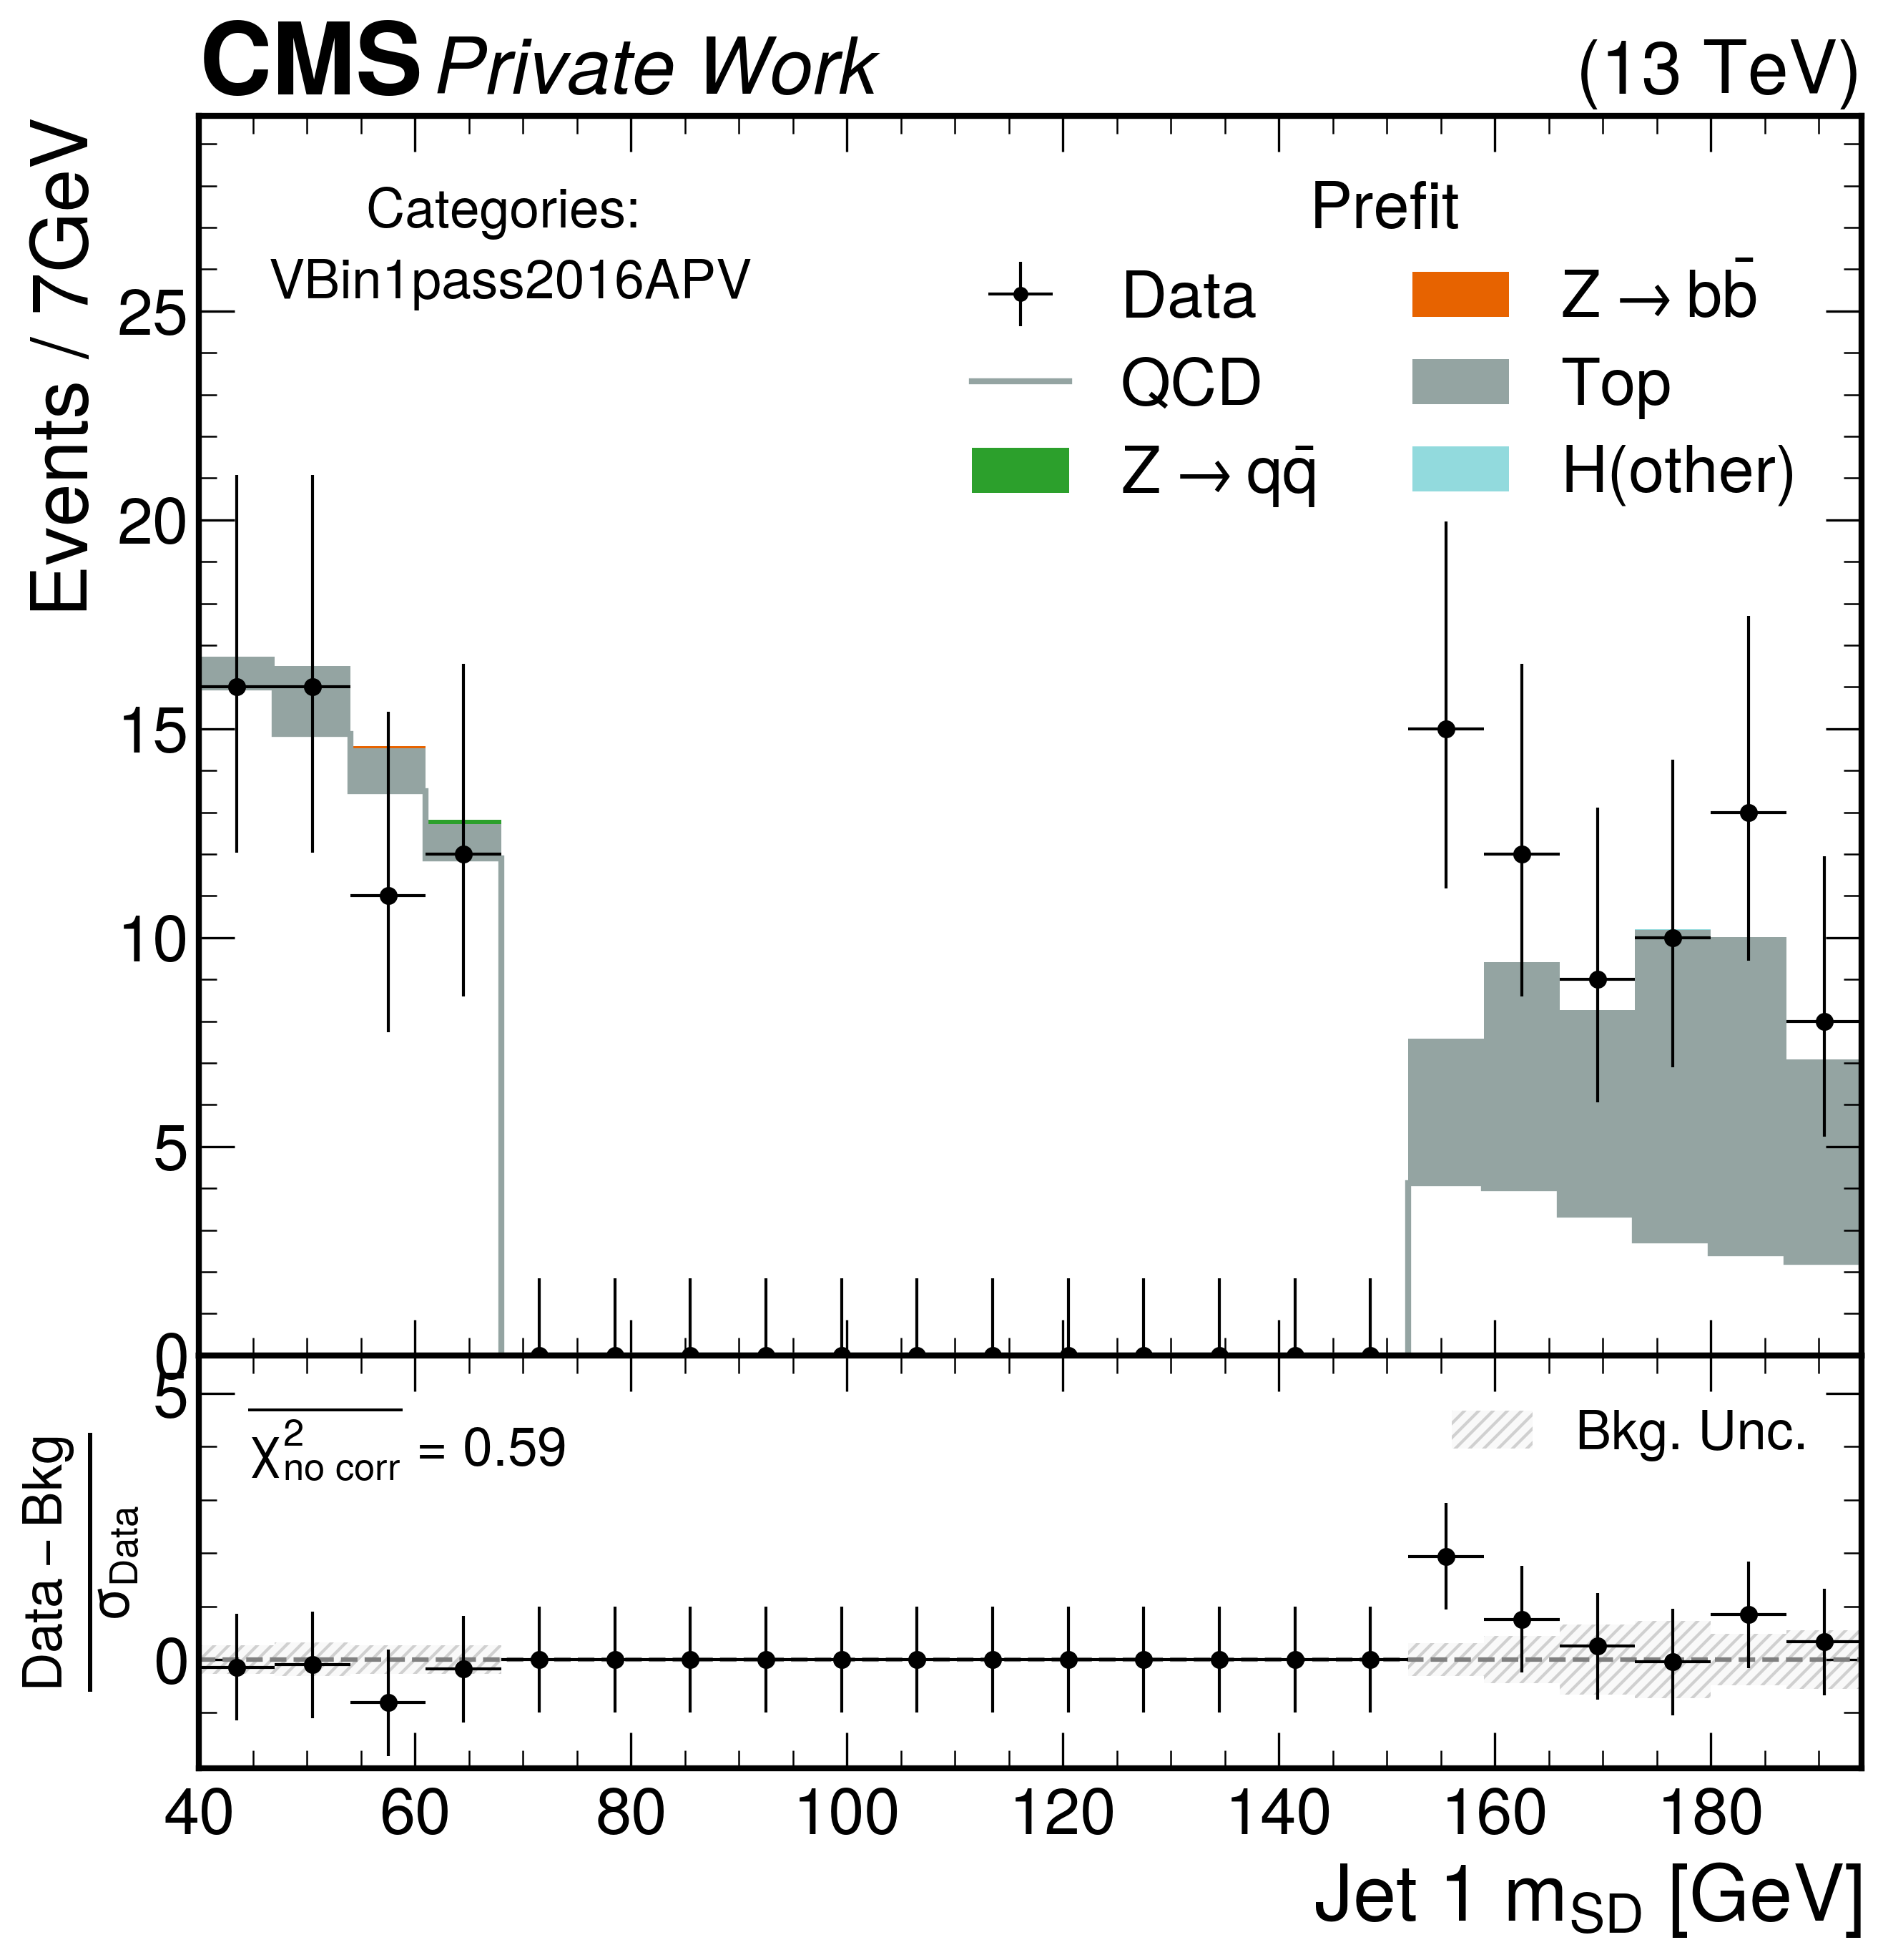 CMS Private Work (13 TeV)
Events / 7GeV
Categories:
VBin1pass2016APV
Prefit
Data
QCD
Z → qq̄
Z → bb̄
Top
H(other)
25
20
15
10
5
0
5
0
Data − Bkg
σData
χ²no corr = 0.59
Bkg. Unc.
40 60 80 100 120 140 160 180
Jet 1 mSD [GeV]